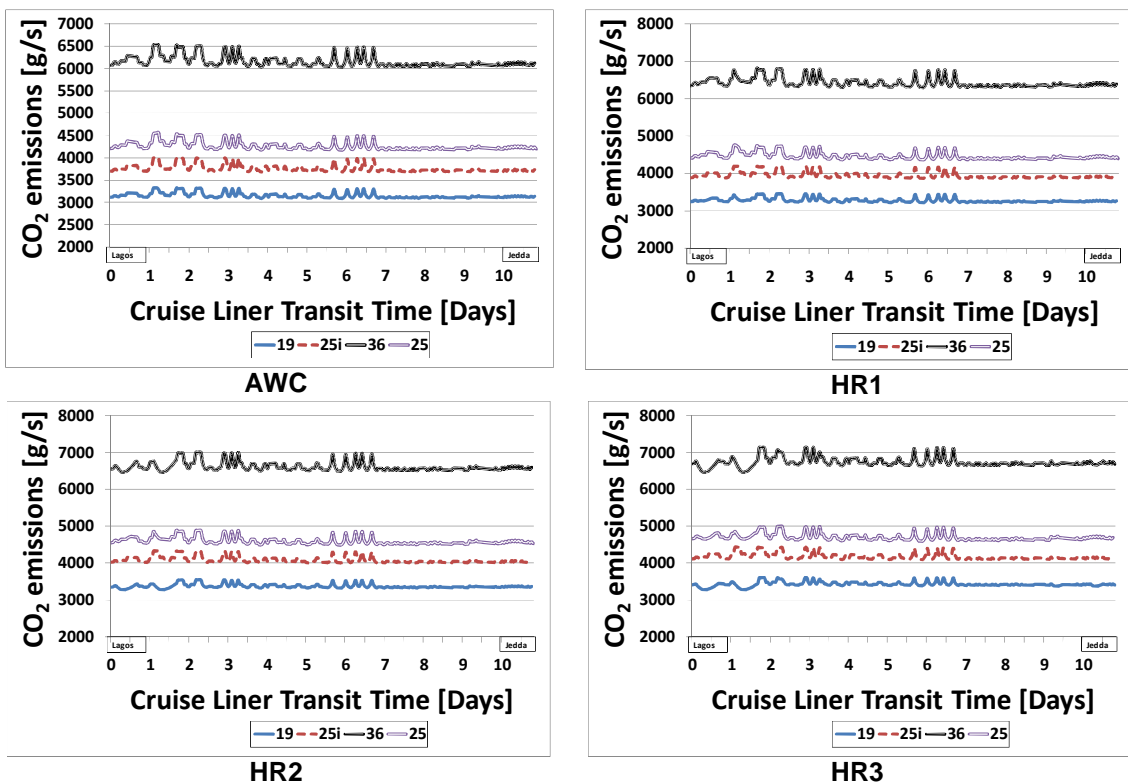 CO2 emissions [g/s]
7000
6500
6000
5500
5000
4500
4000
3500
3000
2500
2000
Lagos
Jedda
0 1 2 3 4 5 6 7 8 9 10
Cruise Liner Transit Time [Days]
19 25i 36 25
AWC
CO2 emissions [g/s]
8000
7000
6000
5000
4000
3000
2000
Lagos
Jedda
0 1 2 3 4 5 6 7 8 9 10
Cruise Liner Transit Time [Days]
19 25i 36 25
HR1
CO2 emissions [g/s]
8000
7000
6000
5000
4000
3000
2000
Lagos
Jedda
0 1 2 3 4 5 6 7 8 9 10
Cruise Liner Transit Time [Days]
19 25i 36 25
HR2
CO2 emissions [g/s]
8000
7000
6000
5000
4000
3000
2000
Lagos
Jedda
0 1 2 3 4 5 6 7 8 9 10
Cruise Liner Transit Time [Days]
19 25i 36 25
HR3